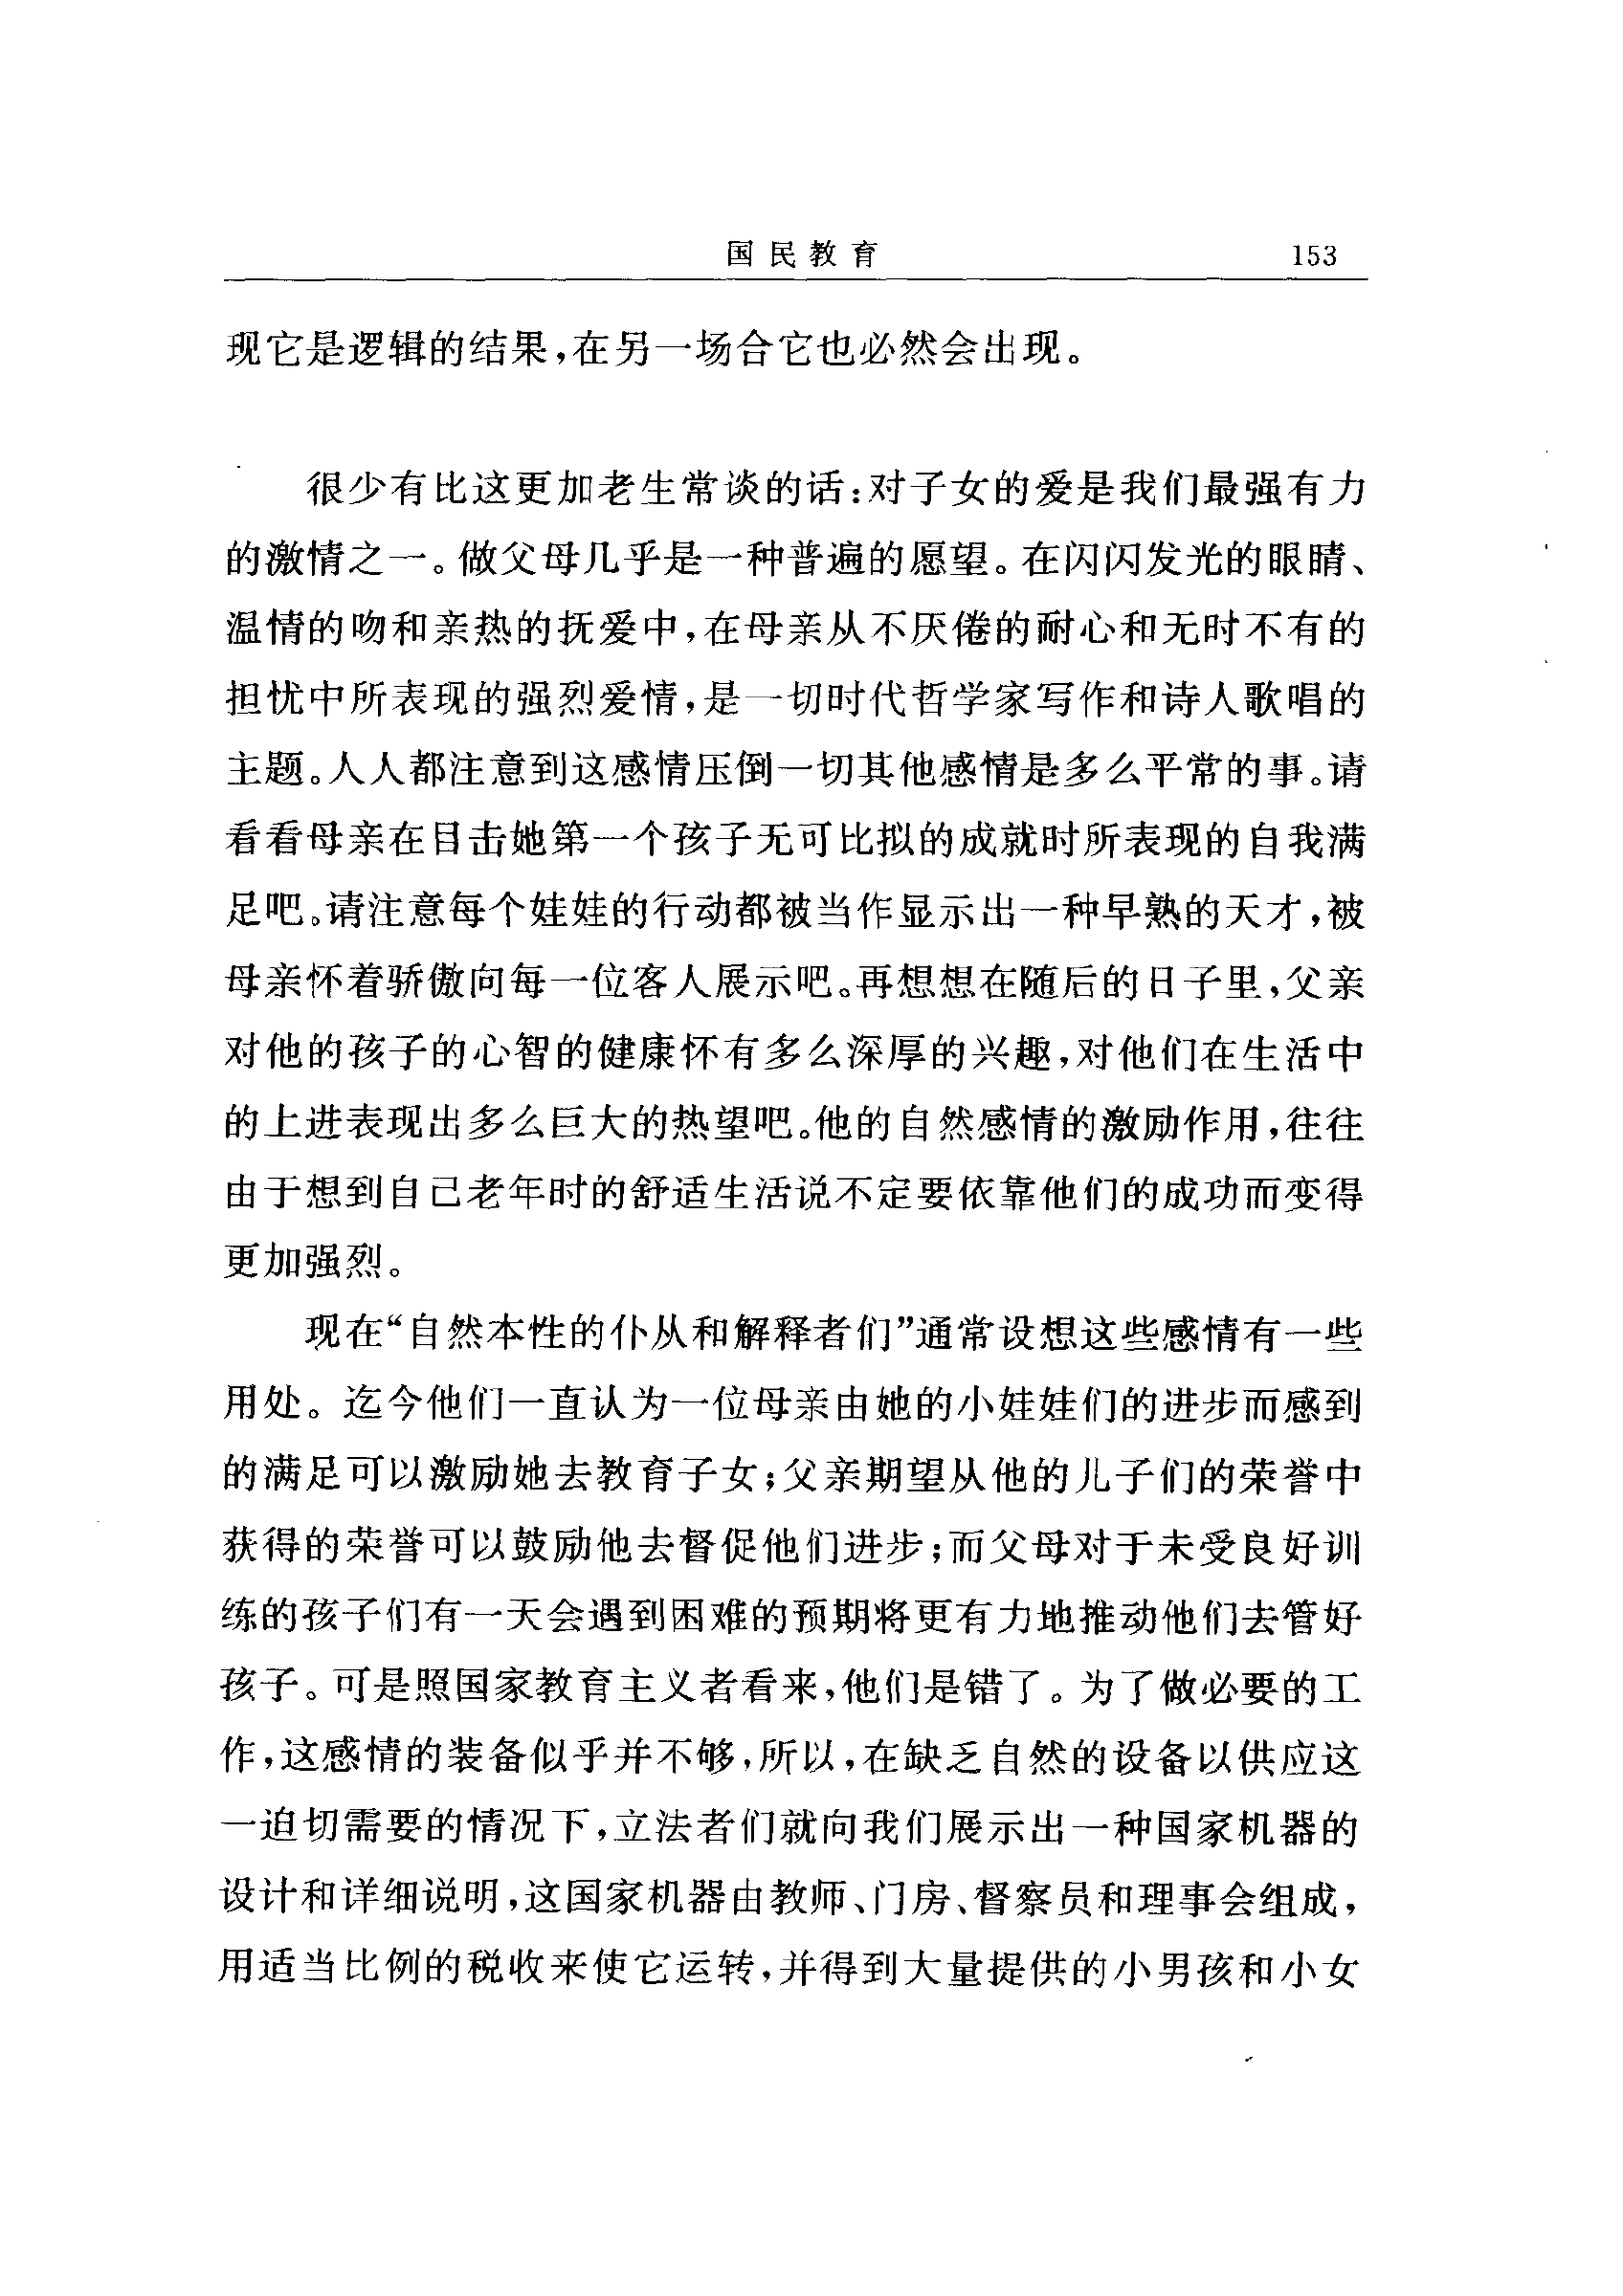 国民教育 153
现它是逻辑的结果,在另一场合它也必然会出现。
很少有比这更加老生常谈的话:对子女的爱是我们最强有力
的激情之一。做父母几乎是一种普遍的愿望。在闪闪发光的眼睛、
温情的吻和亲热的抚爱中,在母亲从不厌倦的耐心和无时不有的
担忧中所表现的强烈爱情,是一切时代哲学家写作和诗人歌唱的
主题。人人都注意到这感情压倒一切其他感情是多么平常的事。请
看看母亲在目击她第一个孩子无可比拟的成就时所表现的自我满
足吧。请注意每个娃娃的行动都被当作显示出一种早熟的天才,被
母亲怀着骄傲向每一位客人展示吧。再想想在随后的日子里,父亲
对他的孩子的心智的健康怀有多么深厚的兴趣,对他们在生活中
的上进表现出多么巨大的热望吧。他的自然感情的激励作用,往往
由于想到自己老年时的舒适生活说不定要依靠他们的成功而变得
更加强烈。
现在“自然本性的仆从和解释者们”通常设想这些感情有一些
用处。迄今他们一直认为一位母亲由她的小娃娃们的进步而感到
的满足可以激励她去教育子女;父亲期望从他的儿子们的荣誉中
获得的荣誉可以鼓励他去督促他们进步;而父母对于未受良好训
练的孩子们有一天会遇到困难的预期将更有力地推动他们去管好
孩子。可是照国家教育主义者看来,他们是错了。为了做必要的工
作,这感情的装备似乎并不够,所以,在缺乏自然的设备以供应这
一迫切需要的情况下,立法者们就向我们展示出一种国家机器的
设计和详细说明,这国家机器由教师、门房、督察员和理事会组成,
用适当比例的税收来使它运转,并得到大量提供的小男孩和小女